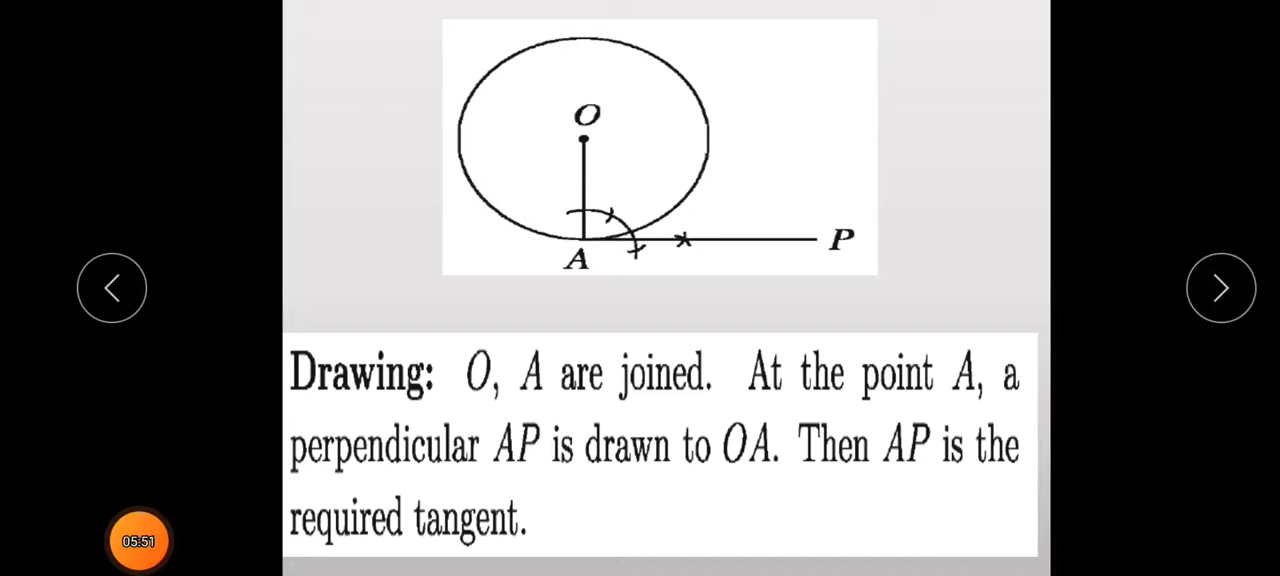 O
A
P
Drawing: O, A are joined. At the point A, a
perpendicular AP is drawn to OA. Then AP is the
required tangent.
05:51